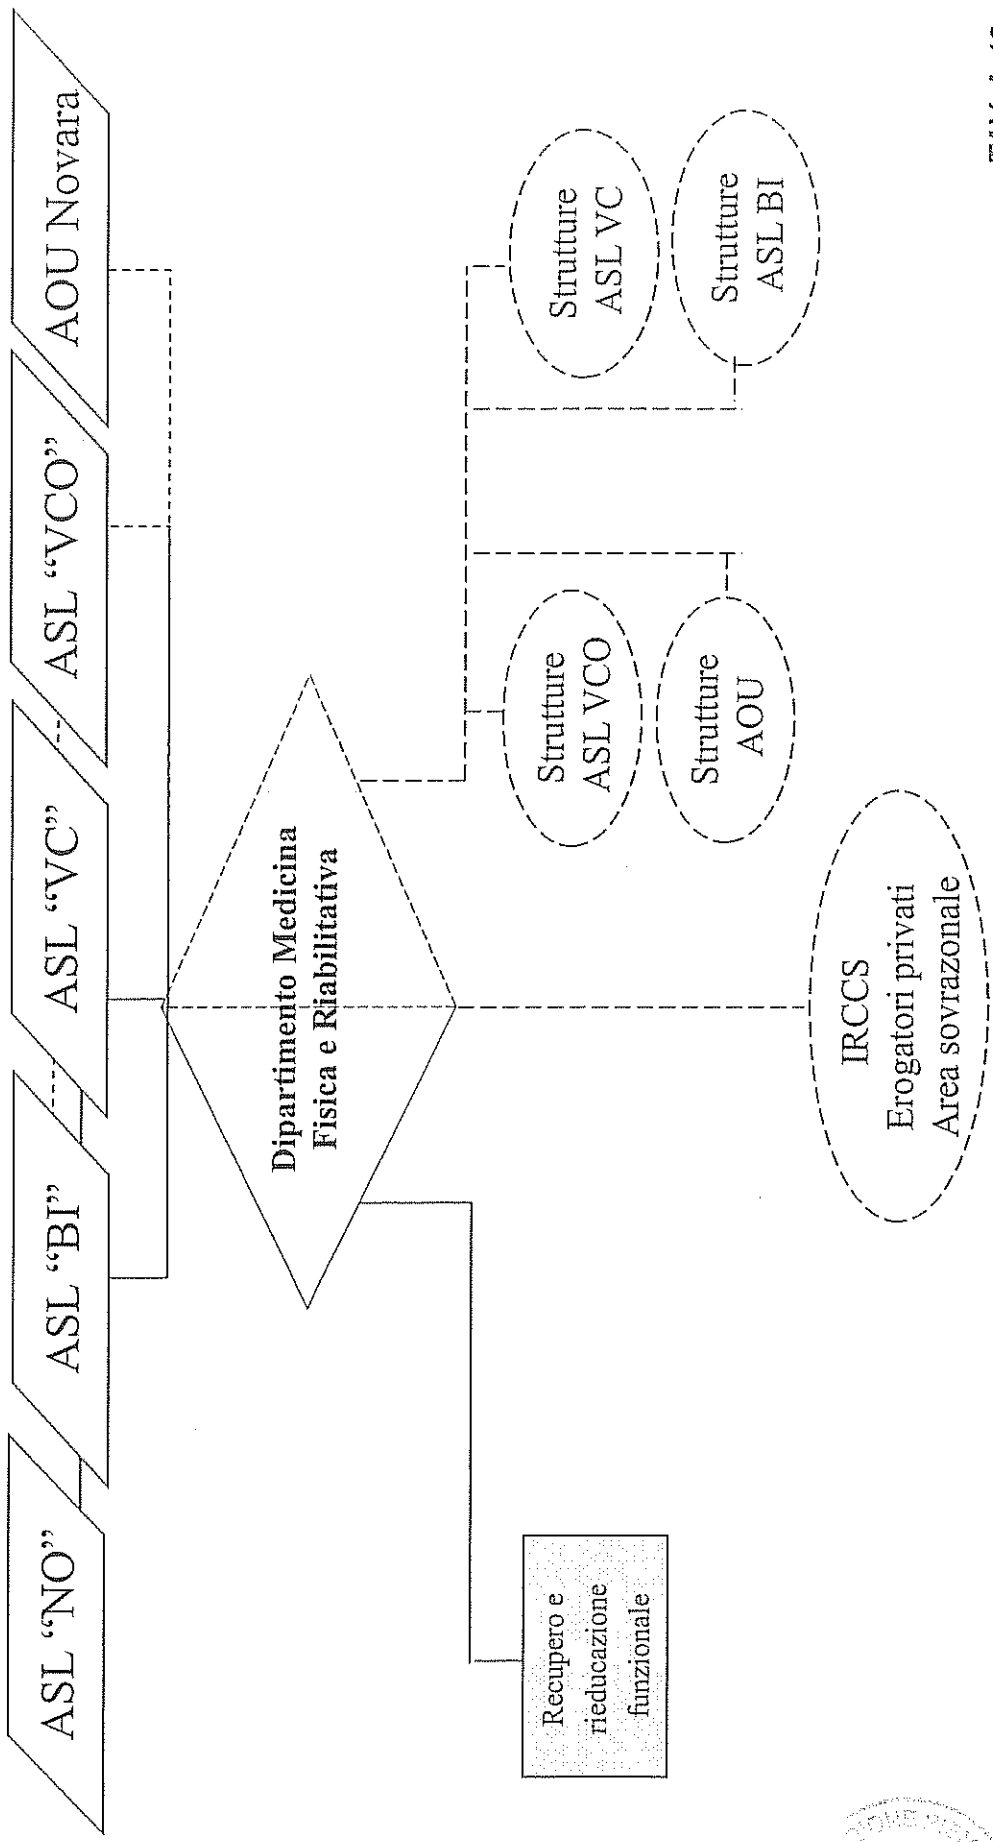 ASL “NO”
ASL “BI”
ASL “VC”
ASL “VCO”
AOU Novara
Dipartimento Medicina
Fisica e Riabilitativa
Recupero e
rieducazione
funzionale
Strutture
ASL VCO
Strutture
AOU
Strutture
ASL VC
Strutture
ASL BI
IRCCS
Erogatori privati
Area sovrazonale